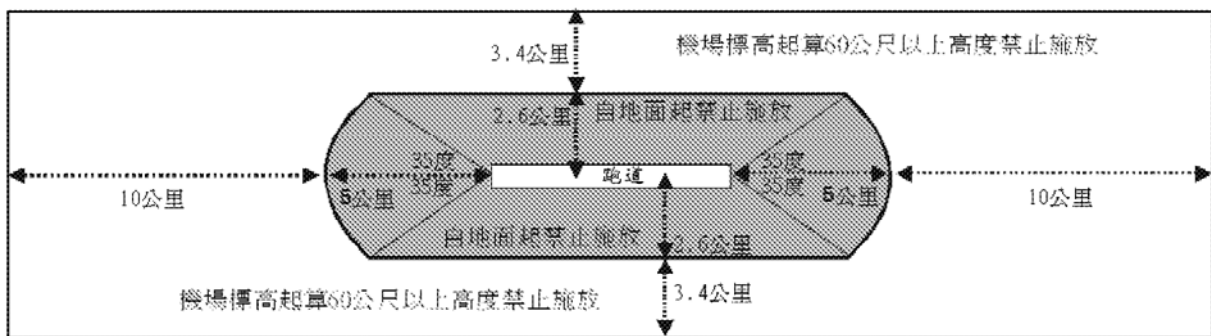 3.4公里
機場標高起算60公尺以上高度禁止施放
2.6公里
自地面起禁止施放
10公里
5公里
35度
35度
跑道
35度
35度
5公里
10公里
自地面起禁止施放
2.6公里
機場標高起算60公尺以上高度禁止施放
3.4公里